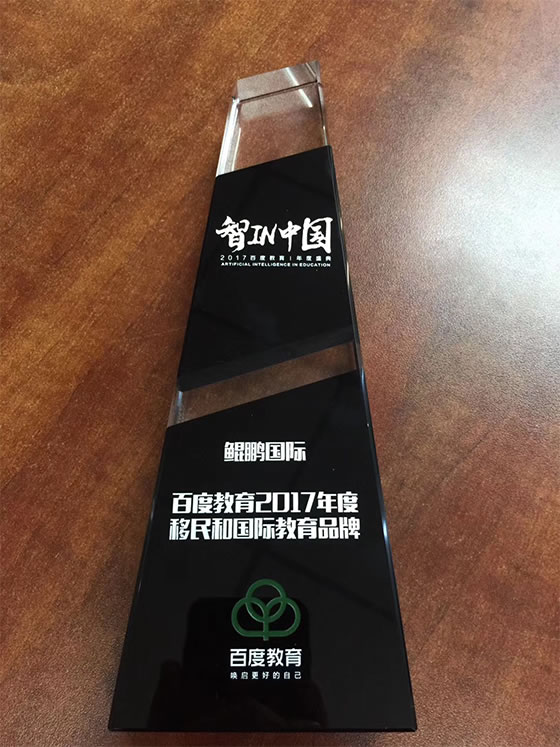 智IN中国
2017百度教育|年度盛典
ARTIFICIAL INTELLIGENCE IN EDUCATION
鲲鹏国际
百度教育2017年度
移民和国际教育品牌
百度教育
唤启更好的自己